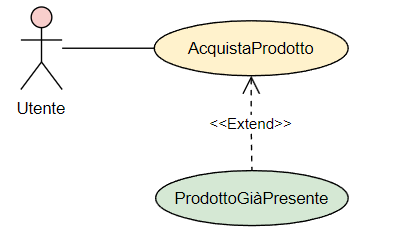 AcquistaProdotto
Utente
<<Extend>>
ProdottoGiàPresente